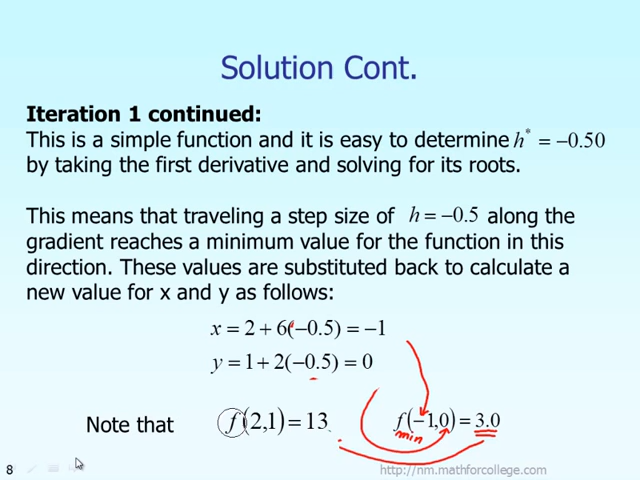 Solution Cont.
Iteration 1 continued:
This is a simple function and it is easy to determine h* = −0.50
by taking the first derivative and solving for its roots.
This means that traveling a step size of h = −0.5 along the
gradient reaches a minimum value for the function in this
direction. These values are substituted back to calculate a
new value for x and y as follows:
x = 2 + 6(−0.5) = −1
y = 1 + 2(−0.5) = 0
Note that f(2,1) = 13. f(−1,0) = 3.0
min
8 http://nm.mathforcollege.com